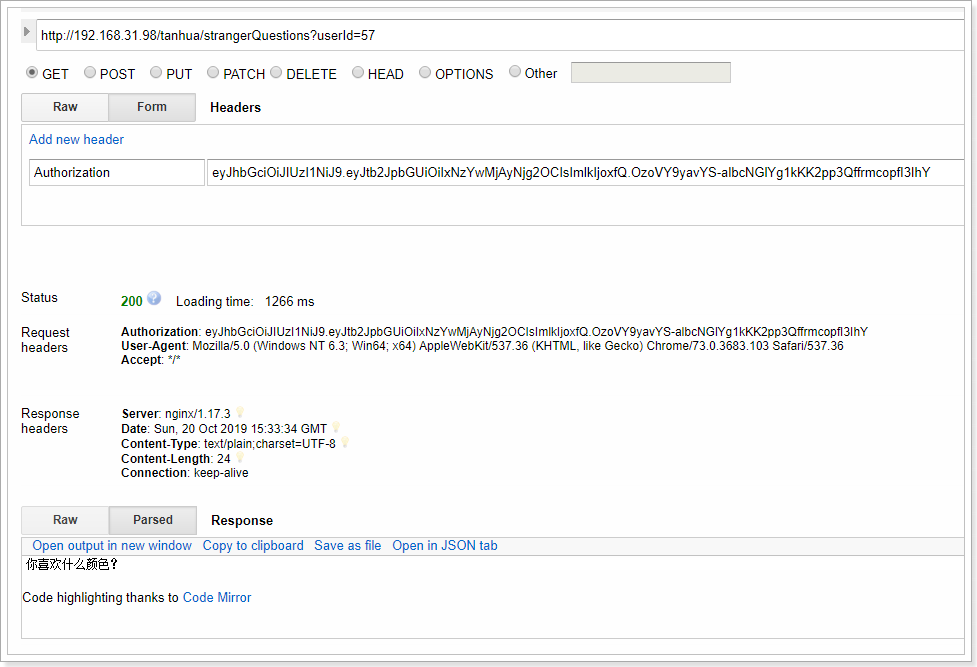 http://192.168.31.98/tanhua/strangerQuestions?userId=57
GET POST PUT PATCH DELETE HEAD OPTIONS Other
Raw Form Headers
Add new header
Authorization eyJhbGciOiJIUzI1NiJ9.eyJtb2JpbGUiOiIxNzYwMjAyNjg2OCIsImlkIjoxfQ.OzoVY9yavYS-albcNGlYg1kKK2pp3Qffrmcopfl3IhY
Status 200 Loading time: 1266 ms
Request headers
Authorization: eyJhbGciOiJIUzI1NiJ9.eyJtb2JpbGUiOiIxNzYwMjAyNjg2OCIsImlkIjoxfQ.OzoVY9yavYS-albcNGlYg1kKK2pp3Qffrmcopfl3IhY
User-Agent: Mozilla/5.0 (Windows NT 6.3; Win64; x64) AppleWebKit/537.36 (KHTML, like Gecko) Chrome/73.0.3683.103 Safari/537.36
Accept: */*
Response headers
Server: nginx/1.17.3
Date: Sun, 20 Oct 2019 15:33:34 GMT
Content-Type: text/plain;charset=UTF-8
Content-Length: 24
Connection: keep-alive
Raw Parsed Response
Open output in new window Copy to clipboard Save as file Open in JSON tab
你喜欢什么颜色?
Code highlighting thanks to Code Mirror